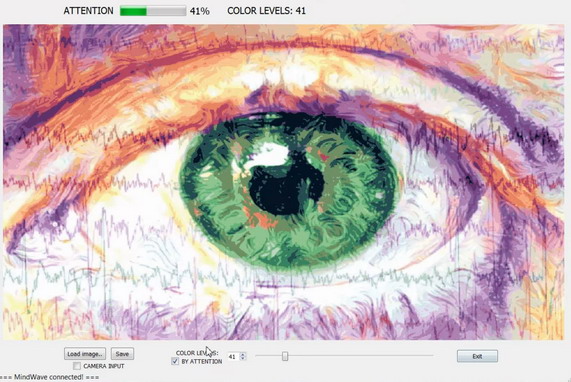 ATTENTION 41% COLOR LEVELS: 41
Load image.. Save COLOR LEVELS: 41 Exit
CAMERA INPUT BY ATTENTION
=== MindWave connected! ===